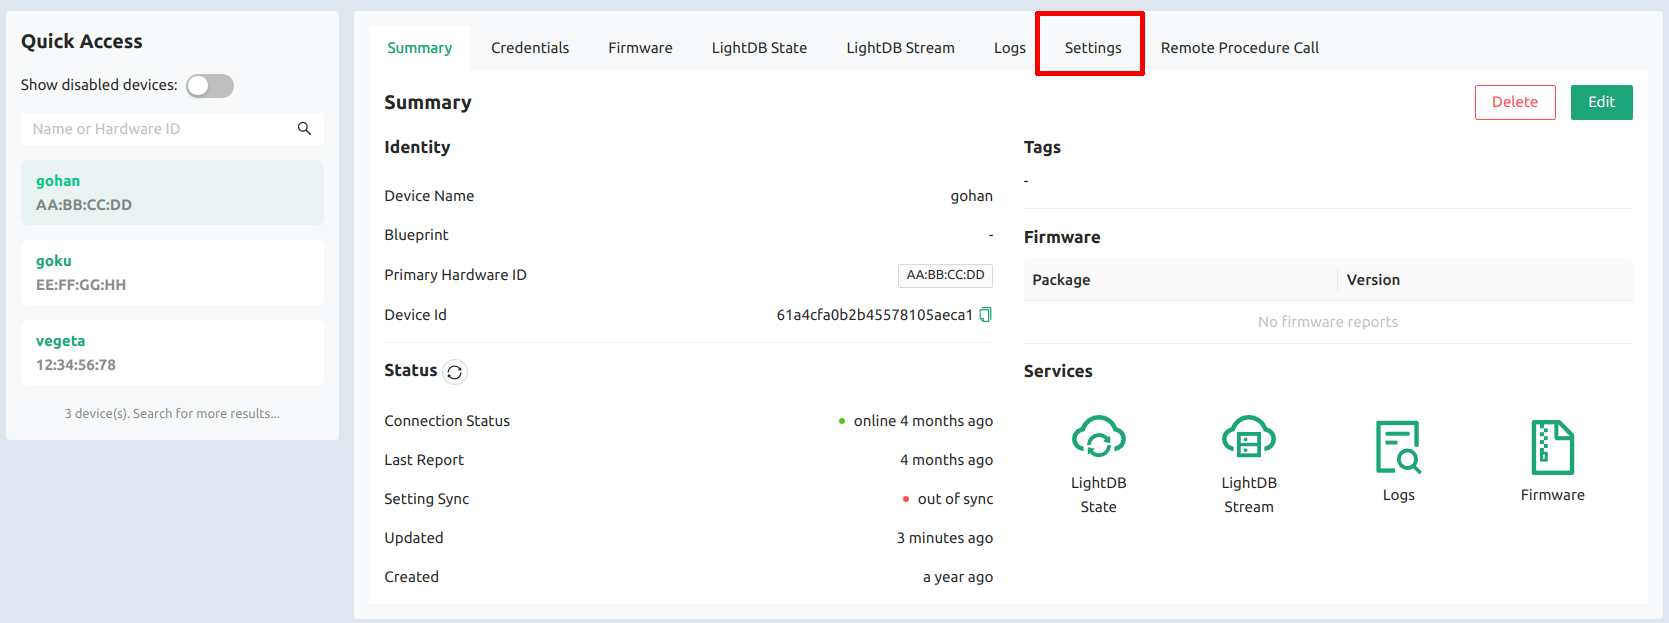 Quick Access
Show disabled devices:
Name or Hardware ID
gohan
AA:BB:CC:DD
goku
EE:FF:GG:HH
vegeta
12:34:56:78
3 device(s). Search for more results...
Summary Credentials Firmware LightDB State LightDB Stream Logs Settings Remote Procedure Call
Summary
Delete Edit
Identity
Device Name gohan
Blueprint -
Primary Hardware ID AA:BB:CC:DD
Device Id 61a4cfa0b2b45578105aeca1
Status
Connection Status online 4 months ago
Last Report 4 months ago
Setting Sync out of sync
Updated 3 minutes ago
Created a year ago
Tags
-
Firmware
Package Version
No firmware reports
Services
LightDB
State
LightDB
Stream
Logs
Firmware